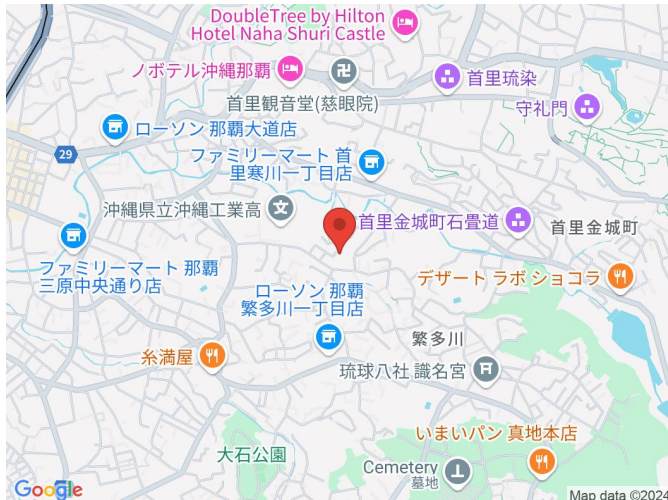 DoubleTree by Hilton
Hotel Naha Shuri Castle
ノボテル沖縄那覇
首里観音堂(慈眼院)
首里琉染
守礼門
ローソン 那覇大道店
29
ファミリーマート 首
里寒川一丁目店
沖縄県立沖縄工業高
首里金城町石畳道
首里金城町
ファミリーマート 那覇
三原中央通り店
デザート ラボ ショコラ
ローソン 那覇
繁多川一丁目店
繁多川
糸満屋
琉球八社 識名宮
いまいパン 真地本店
大石公園
Cemetery
墓地
Google
Map data ©2024